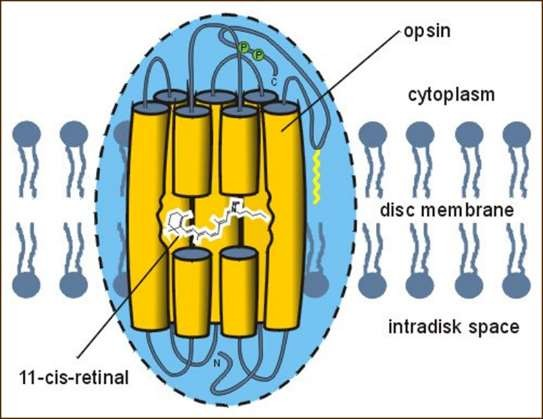 opsin
P P
C
cytoplasm
disc membrane
N
intradisk space
N
11-cis-retinal